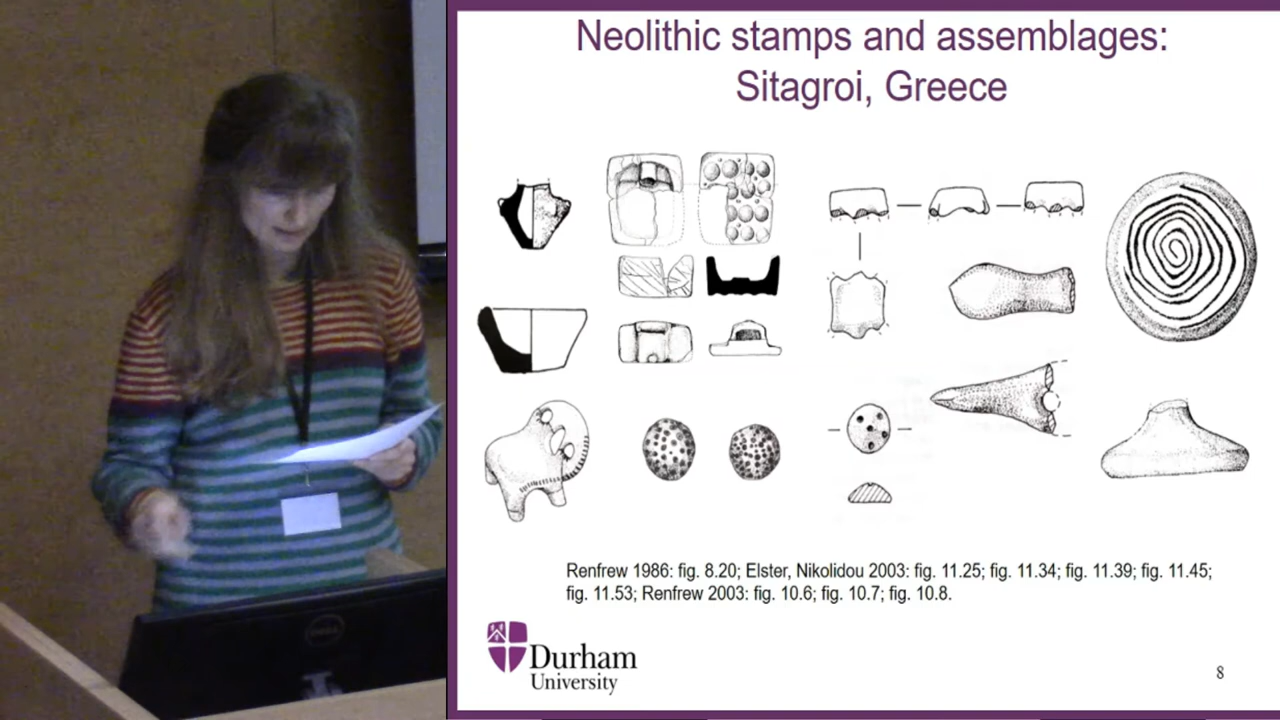 Neolithic stamps and assemblages:
Sitagroi, Greece
Renfrew 1986: fig. 8.20; Elster, Nikolidou 2003: fig. 11.25; fig. 11.34; fig. 11.39; fig. 11.45;
fig. 11.53; Renfrew 2003: fig. 10.6; fig. 10.7; fig. 10.8.
Durham
University
8
DELL